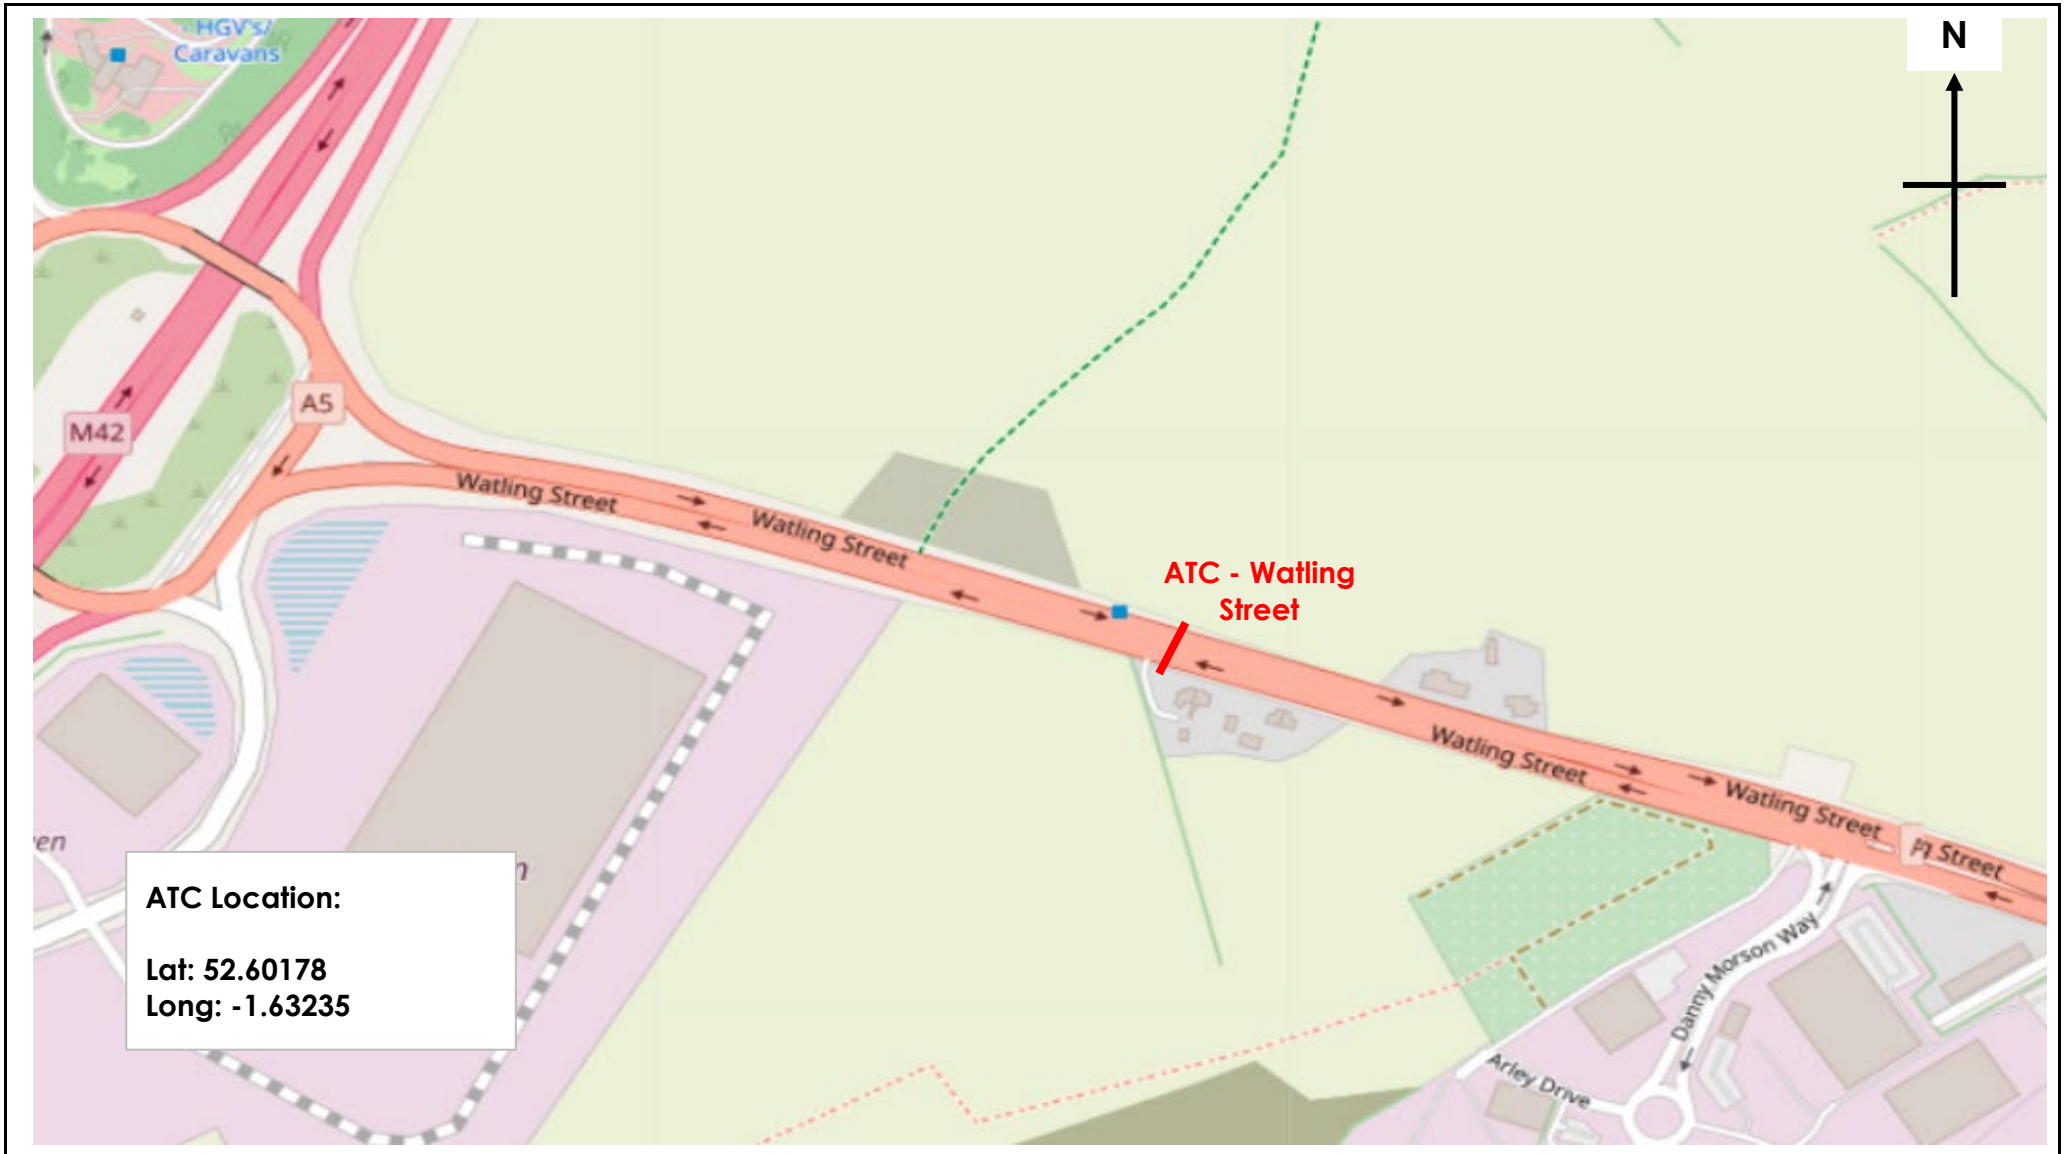 - HGV's/
Caravans
N
A5
M42
Watling Street
Watling Street
ATC - Watling
Street
Watling Street
Watling Street
Street
en
n
ATC Location:
Lat: 52.60178
Long: -1.63235
Danny Morson Way
Arley Drive